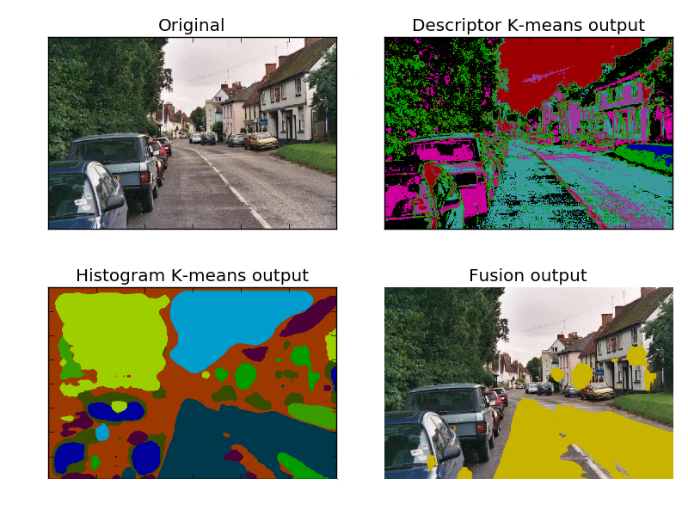 Original
Descriptor K-means output
Histogram K-means output
Fusion output